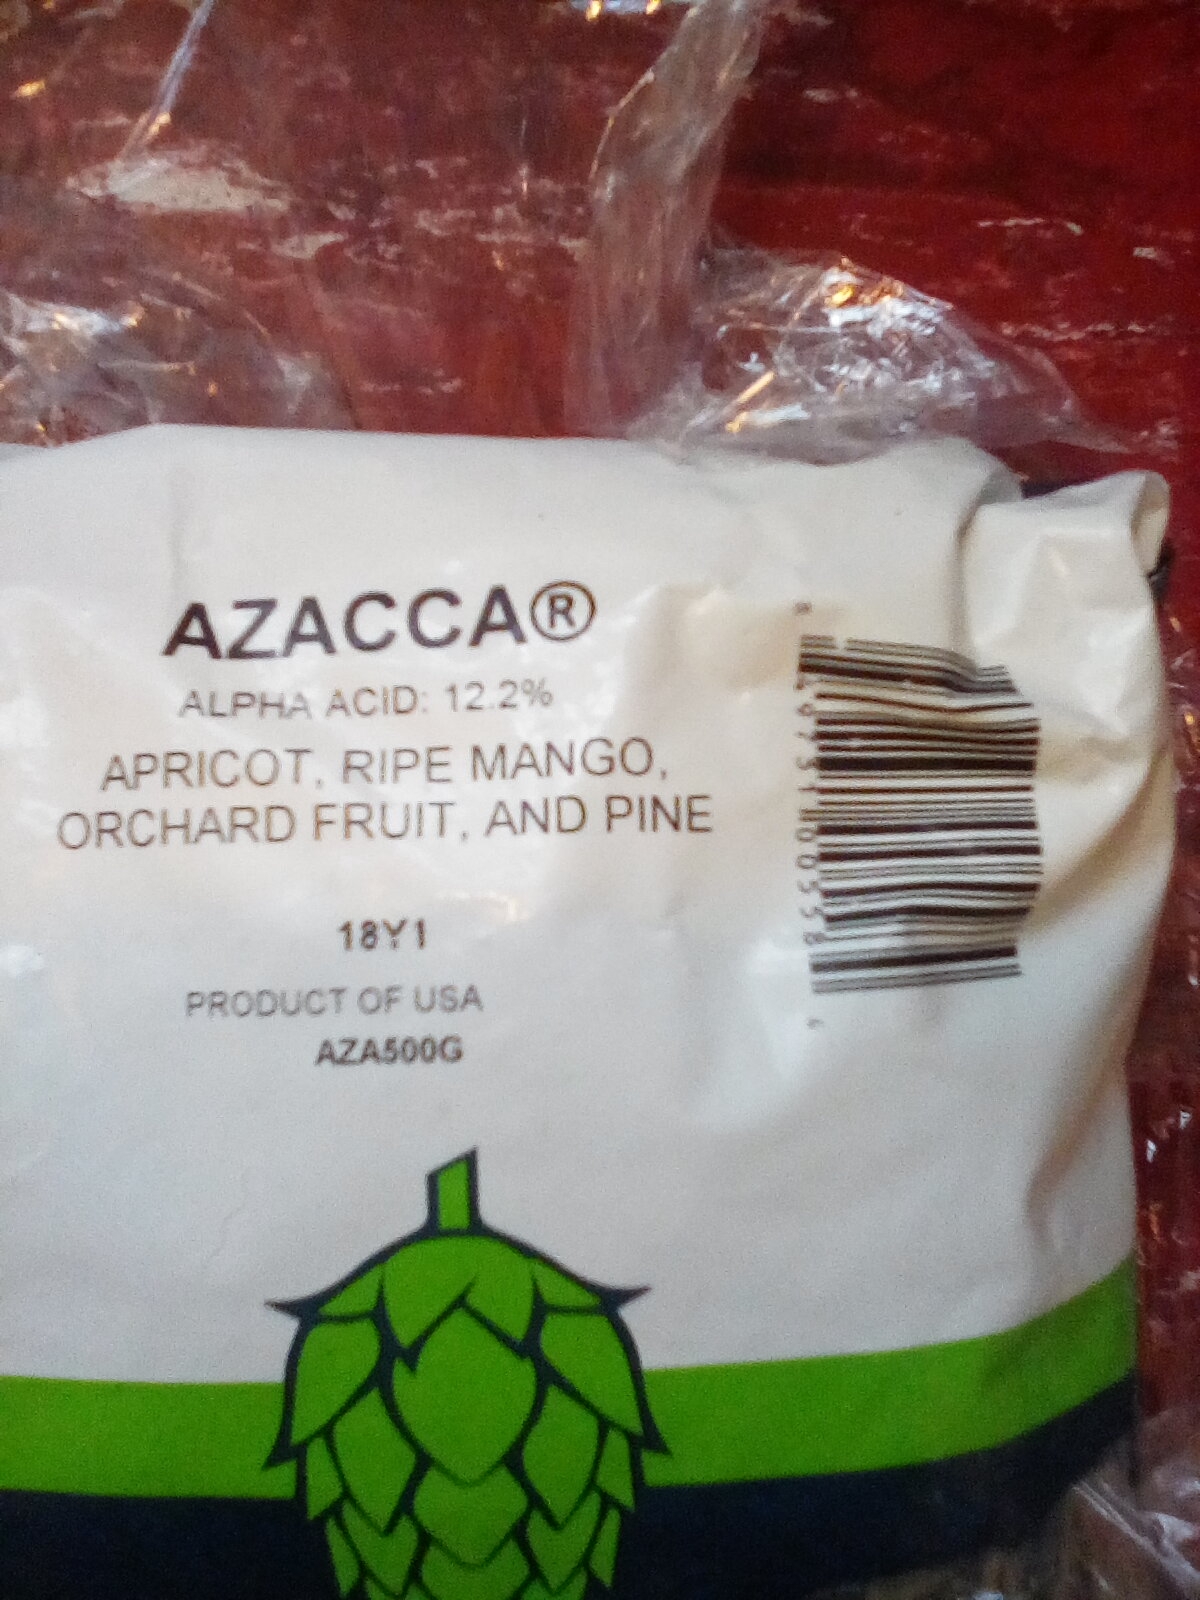 AZACCA®
ALPHA ACID: 12.2%
APRICOT, RIPE MANGO,
ORCHARD FRUIT, AND PINE
18Y1
PRODUCT OF USA
AZA500G